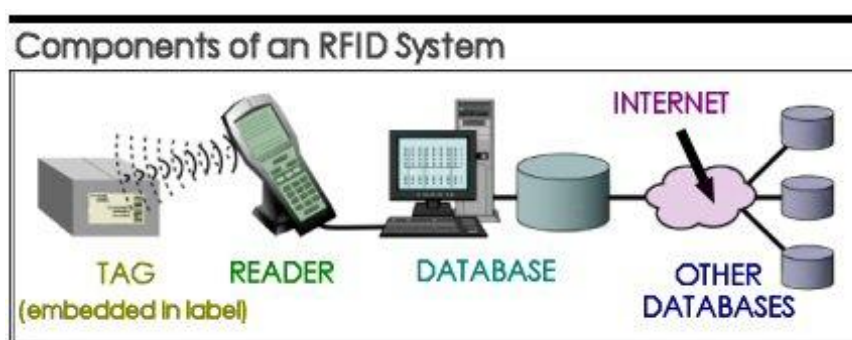 Components of an RFID System
INTERNET
TAG
(embedded in label)
READER
DATABASE
OTHER
DATABASES